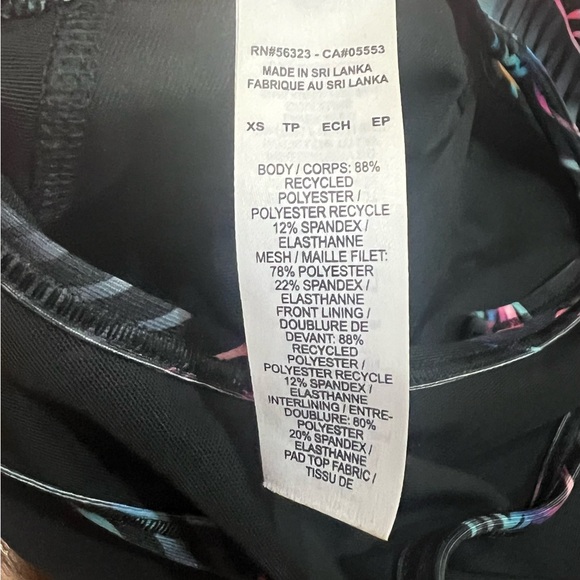 RN#56323 - CA#05553
MADE IN SRI LANKA
FABRIQUE AU SRI LANKA
XS TP ECH EP
BODY / CORPS: 88%
RECYCLED
POLYESTER /
POLYESTER RECYCLE
12% SPANDEX /
ELASTHANNE
MESH / MAILLE FILET:
78% POLYESTER
22% SPANDEX /
ELASTHANNE
FRONT LINING /
DOUBLURE DE
DEVANT: 88%
RECYCLED
POLYESTER /
POLYESTER RECYCLE
12% SPANDEX /
ELASTHANNE
INTERLINING / ENTRE-
DOUBLURE: 80%
POLYESTER
20% SPANDEX /
ELASTHANNE
PAD TOP FABRIC /
TISSU DE